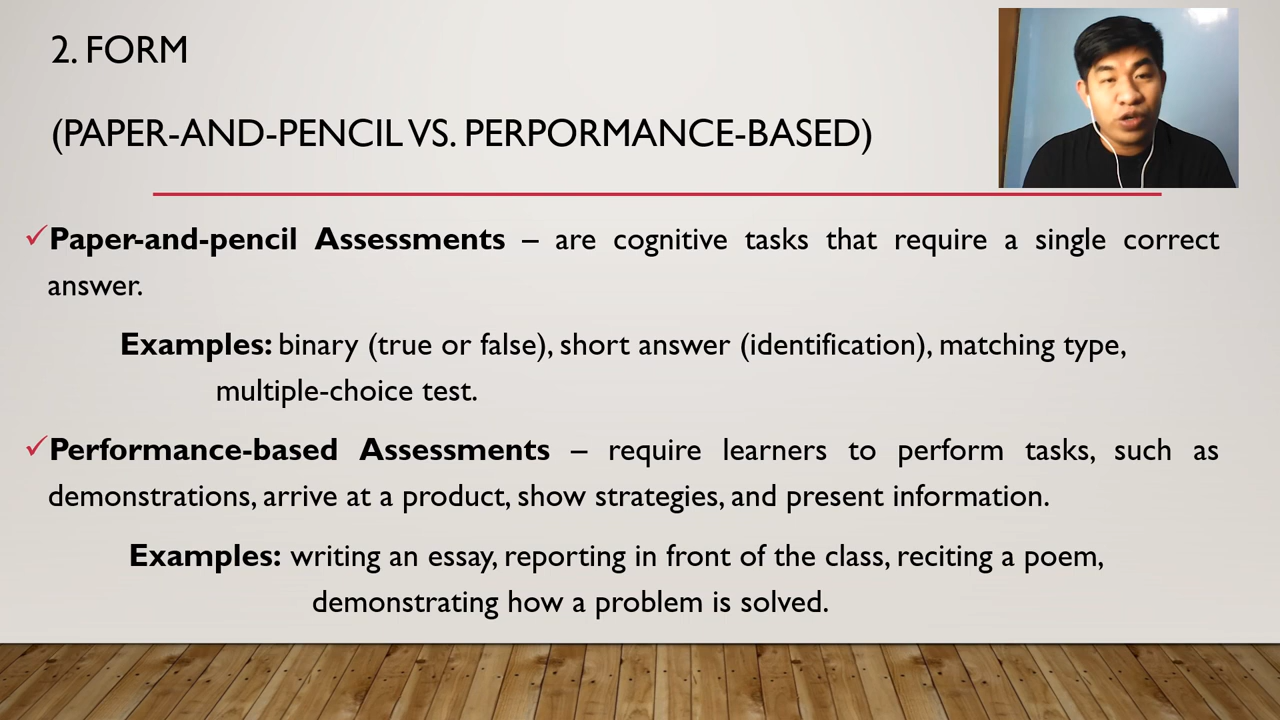 2. FORM
(PAPER-AND-PENCIL VS. PERPORMANCE-BASED)
✓Paper-and-pencil Assessments – are cognitive tasks that require a single correct
answer.
Examples: binary (true or false), short answer (identification), matching type,
multiple-choice test.
✓Performance-based Assessments – require learners to perform tasks, such as
demonstrations, arrive at a product, show strategies, and present information.
Examples: writing an essay, reporting in front of the class, reciting a poem,
demonstrating how a problem is solved.